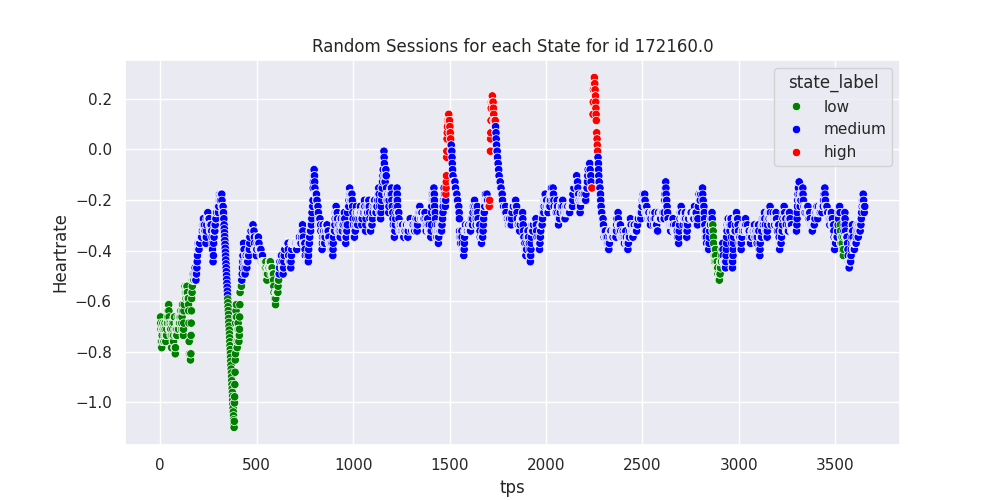 Random Sessions for each State for id 172160.0
state_label
low
medium
high
Heartrate
0.2
0.0
−0.2
−0.4
−0.6
−0.8
−1.0
0 500 1000 1500 2000 2500 3000 3500
tps